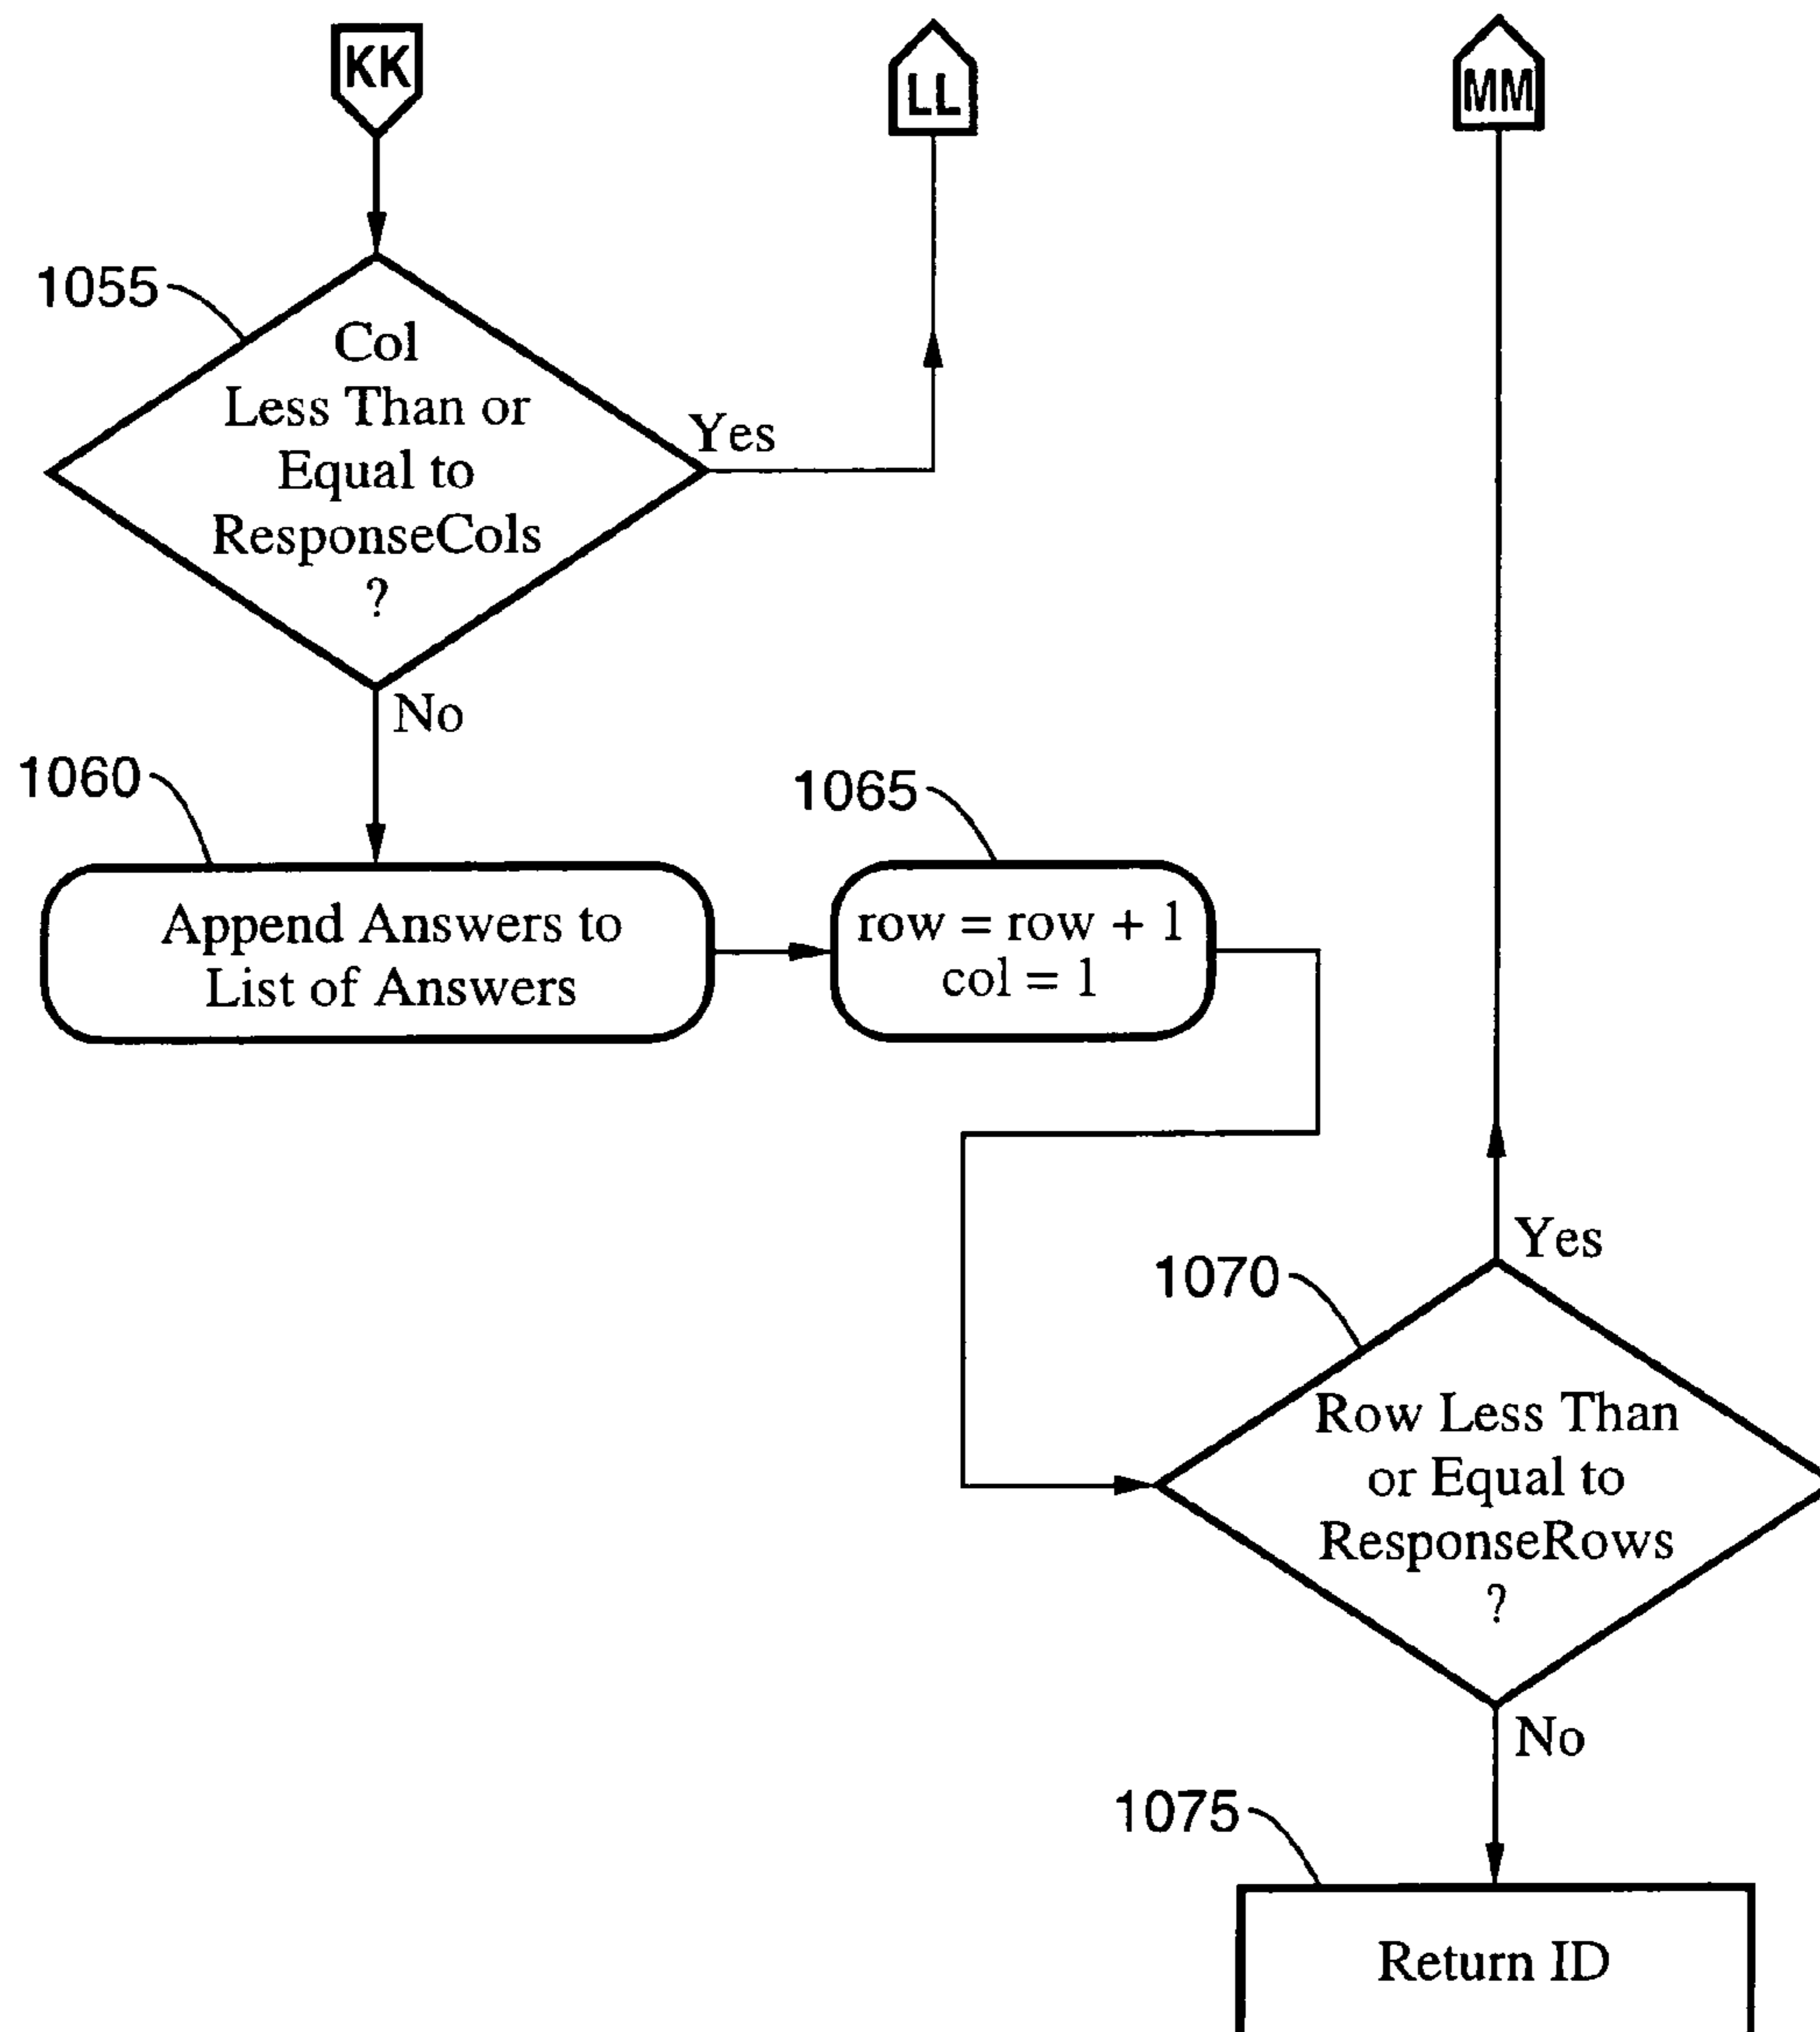 KK
LL
MM
1055
Col
Less Than or
Equal to
ResponseCols
?
Yes
No
1060
Append Answers to
List of Answers
1065
row = row + 1
col = 1
Yes
1070
Row Less Than
or Equal to
ResponseRows
?
No
1075
Return ID